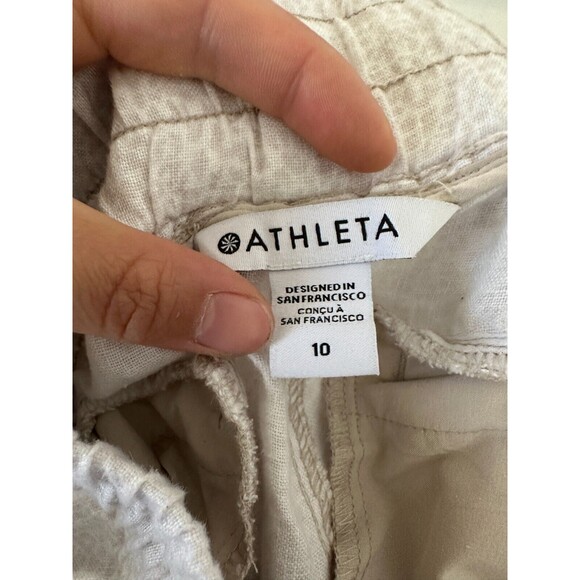 ATHLETA
DESIGNED IN
SAN FRANCISCO
CONÇU À
SAN FRANCISCO
10